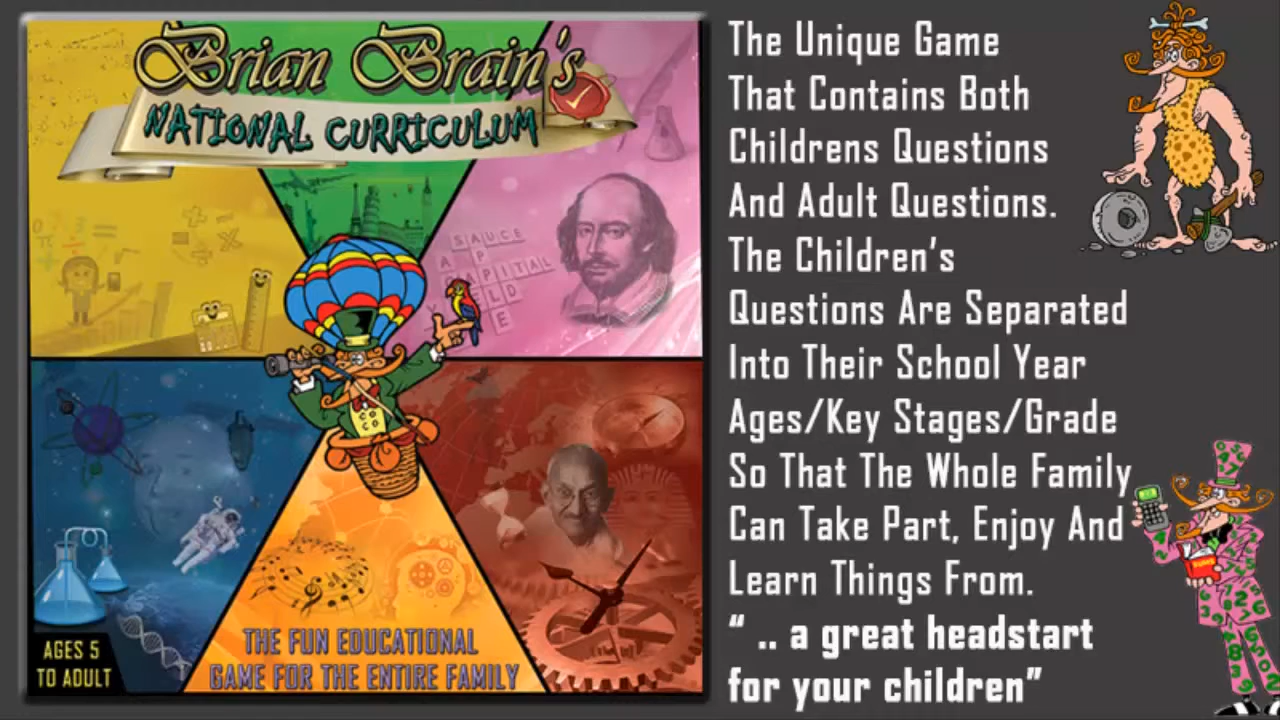 Brian Brain's
NATIONAL CURRICULUM
SAUCE
CAPITAL
THE FUN EDUCATIONAL
GAME FOR THE ENTIRE FAMILY
AGES 5
TO ADULT
The Unique Game
That Contains Both
Childrens Questions
And Adult Questions.
The Children's
Questions Are Separated
Into Their School Year
Ages/Key Stages/Grade
So That The Whole Family
Can Take Part, Enjoy And
Learn Things From.
“ .. a great headstart
for your children”